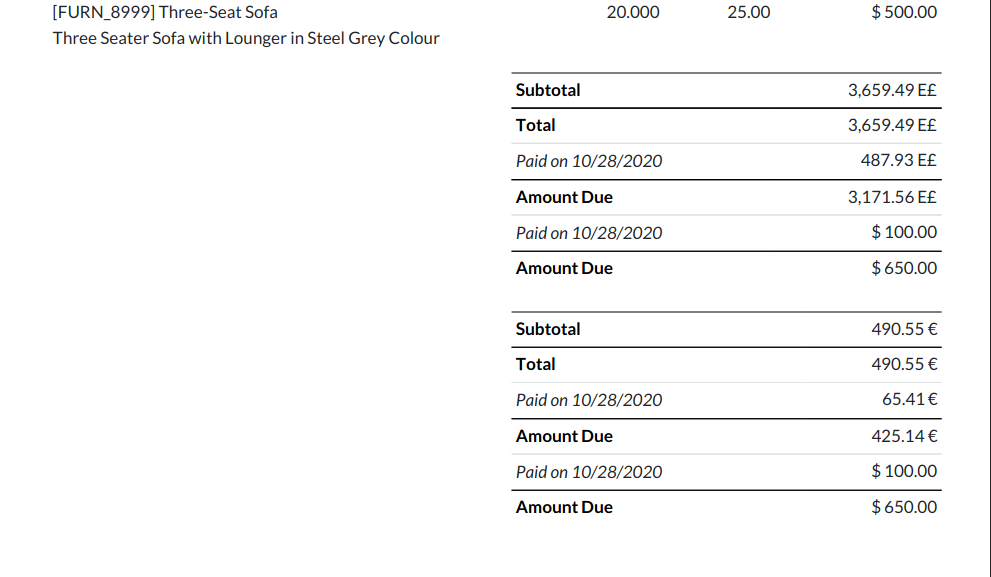 [FURN_8999] Three-Seat Sofa 20.000 25.00 $ 500.00
Three Seater Sofa with Lounger in Steel Grey Colour
Subtotal 3,659.49 E£
Total 3,659.49 E£
Paid on 10/28/2020 487.93 E£
Amount Due 3,171.56 E£
Paid on 10/28/2020 $ 100.00
Amount Due $ 650.00
Subtotal 490.55 €
Total 490.55 €
Paid on 10/28/2020 65.41 €
Amount Due 425.14 €
Paid on 10/28/2020 $ 100.00
Amount Due $ 650.00